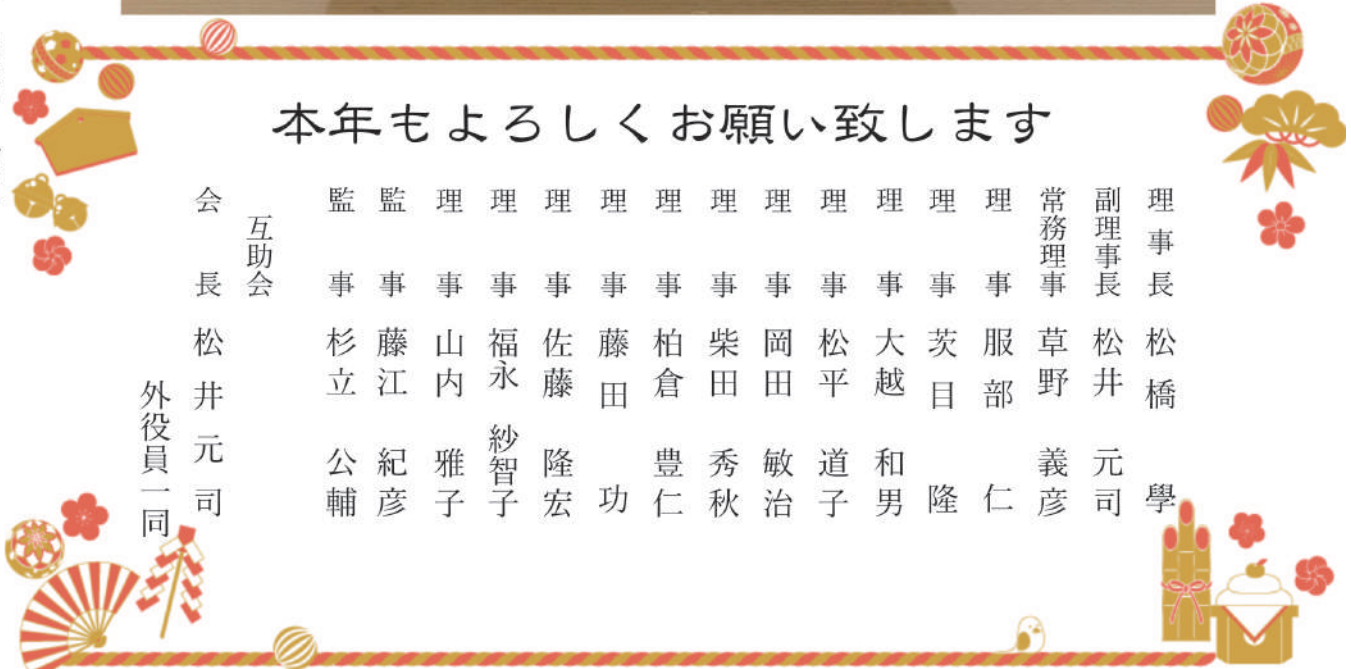 本年もよろしくお願い致します
理事長 松橋 學
副理事長 松井 元司
常務理事 草野 義彦
理事 服部 仁
理事 茨目 隆
理事 大越 和男
理事 松平 道子
理事 岡田 敏治
理事 柴田 秀秋
理事 柏倉 豊仁
理事 藤田 功
理事 佐藤 隆宏
理事 福永 紗智子
理事 山内 雅子
監事 藤江 紀彦
監事 杉立 公輔
互助会
会長 松井元司
外役員一同